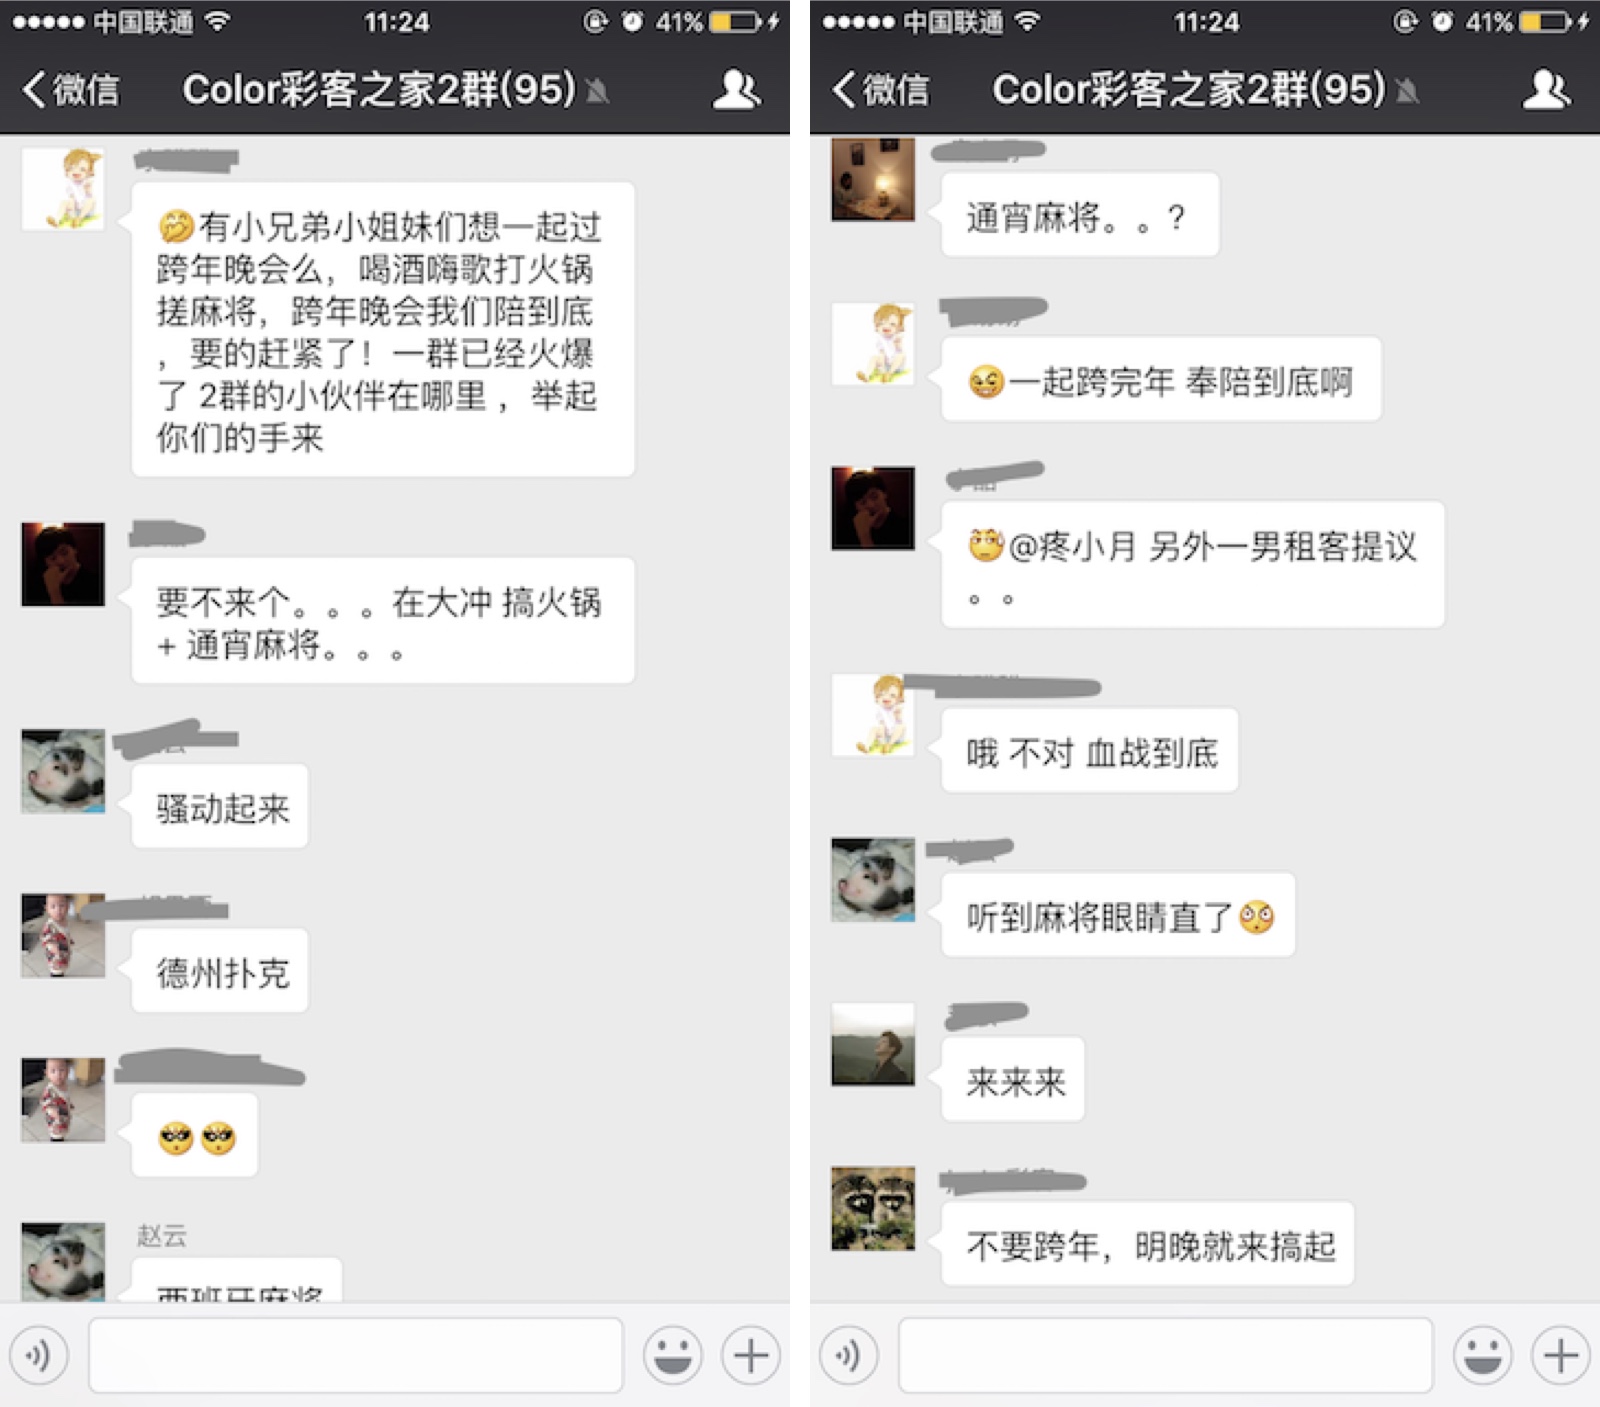 中国联通 11:24 41%
微信 Color彩客之家2群(95)
有小兄弟小姐妹们想一起过
跨年晚会么，喝酒嗨歌打火锅
搓麻将，跨年晚会我们陪到底
，要的赶紧了！一群已经火爆
了 2群的小伙伴在哪里，举起
你们的手来
要不来个。。。在大冲 搞火锅
+ 通宵麻将。。。
骚动起来
德州扑克
赵云
西班牙麻将
中国联通 11:24 41%
微信 Color彩客之家2群(95)
通宵麻将。。?
一起跨完年 奉陪到底啊
@疼小月 另外一男租客提议
。。
哦 不对 血战到底
听到麻将眼睛直了
来来来
不要跨年，明晚就来搞起